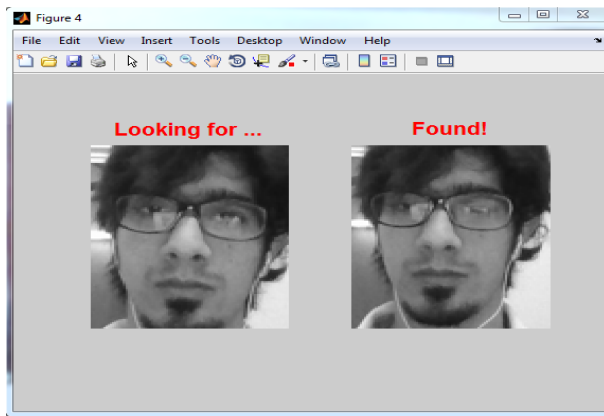 Figure 4
File Edit View Insert Tools Desktop Window Help
Looking for ... Found!